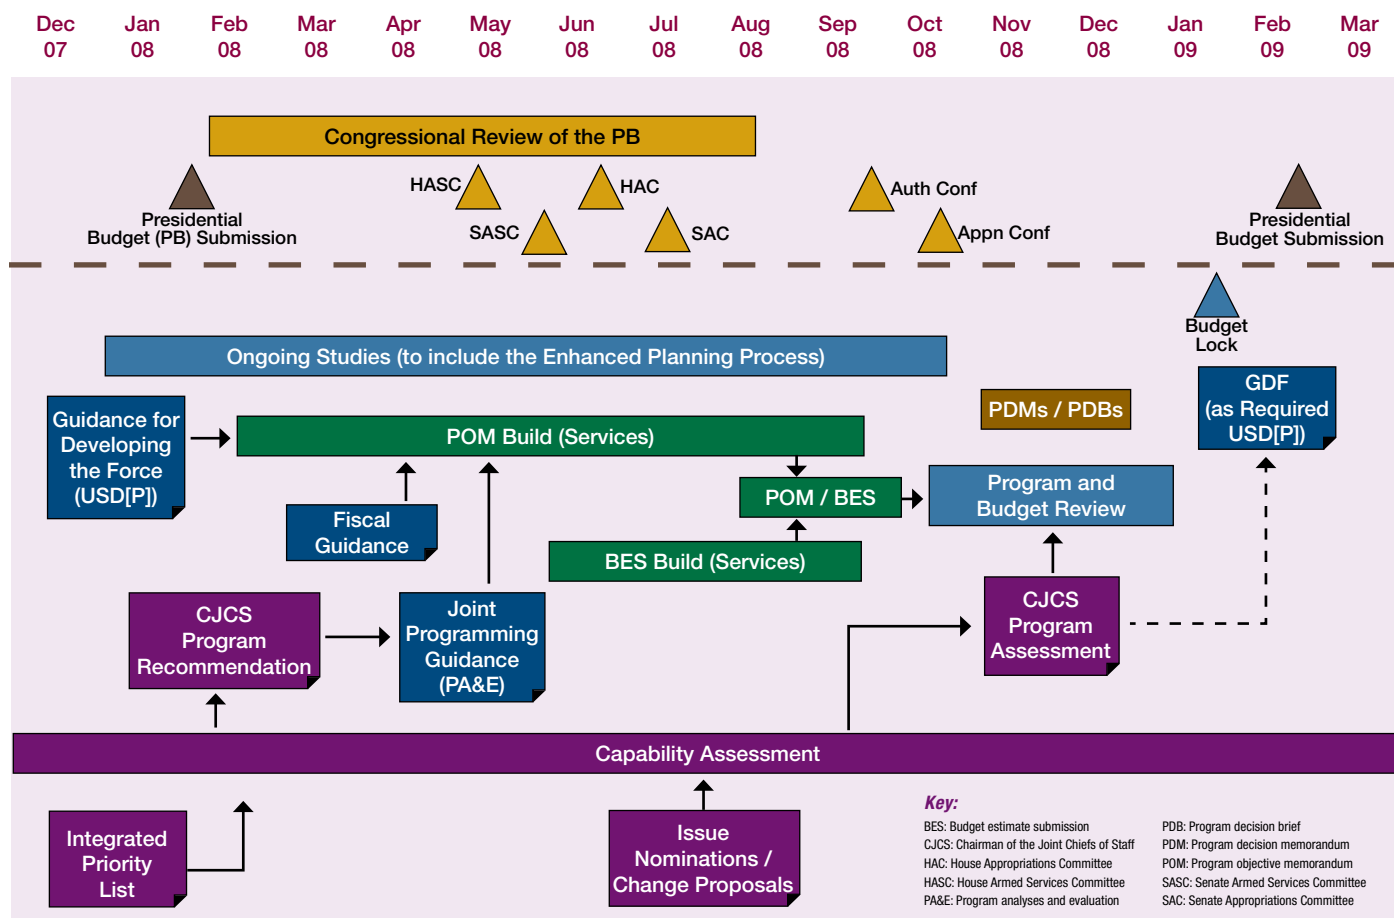 Dec Jan Feb Mar Apr May Jun Jul Aug Sep Oct Nov Dec Jan Feb Mar
07 08 08 08 08 08 08 08 08 08 08 08 08 09 09 09
Congressional Review of the PB
HASC
HAC
Auth Conf
SASC
SAC
Appn Conf
Presidential
Budget (PB) Submission
Presidential
Budget Submission
Budget
Lock
Ongoing Studies (to include the Enhanced Planning Process)
Guidance for
Developing
the Force
(USD[P])
POM Build (Services)
PDMs / PDBs
GDF
(as Required
USD[P])
Fiscal
Guidance
POM / BES
Program and
Budget Review
BES Build (Services)
CJCS
Program
Recommendation
Joint
Programming
Guidance
(PA&E)
CJCS
Program
Assessment
Capability Assessment
Integrated
Priority
List
Issue
Nominations /
Change Proposals
Key:
BES: Budget estimate submission
CJCS: Chairman of the Joint Chiefs of Staff
HAC: House Appropriations Committee
HASC: House Armed Services Committee
PA&E: Program analyses and evaluation
PDB: Program decision brief
PDM: Program decision memorandum
POM: Program objective memorandum
SASC: Senate Armed Services Committee
SAC: Senate Appropriations Committee